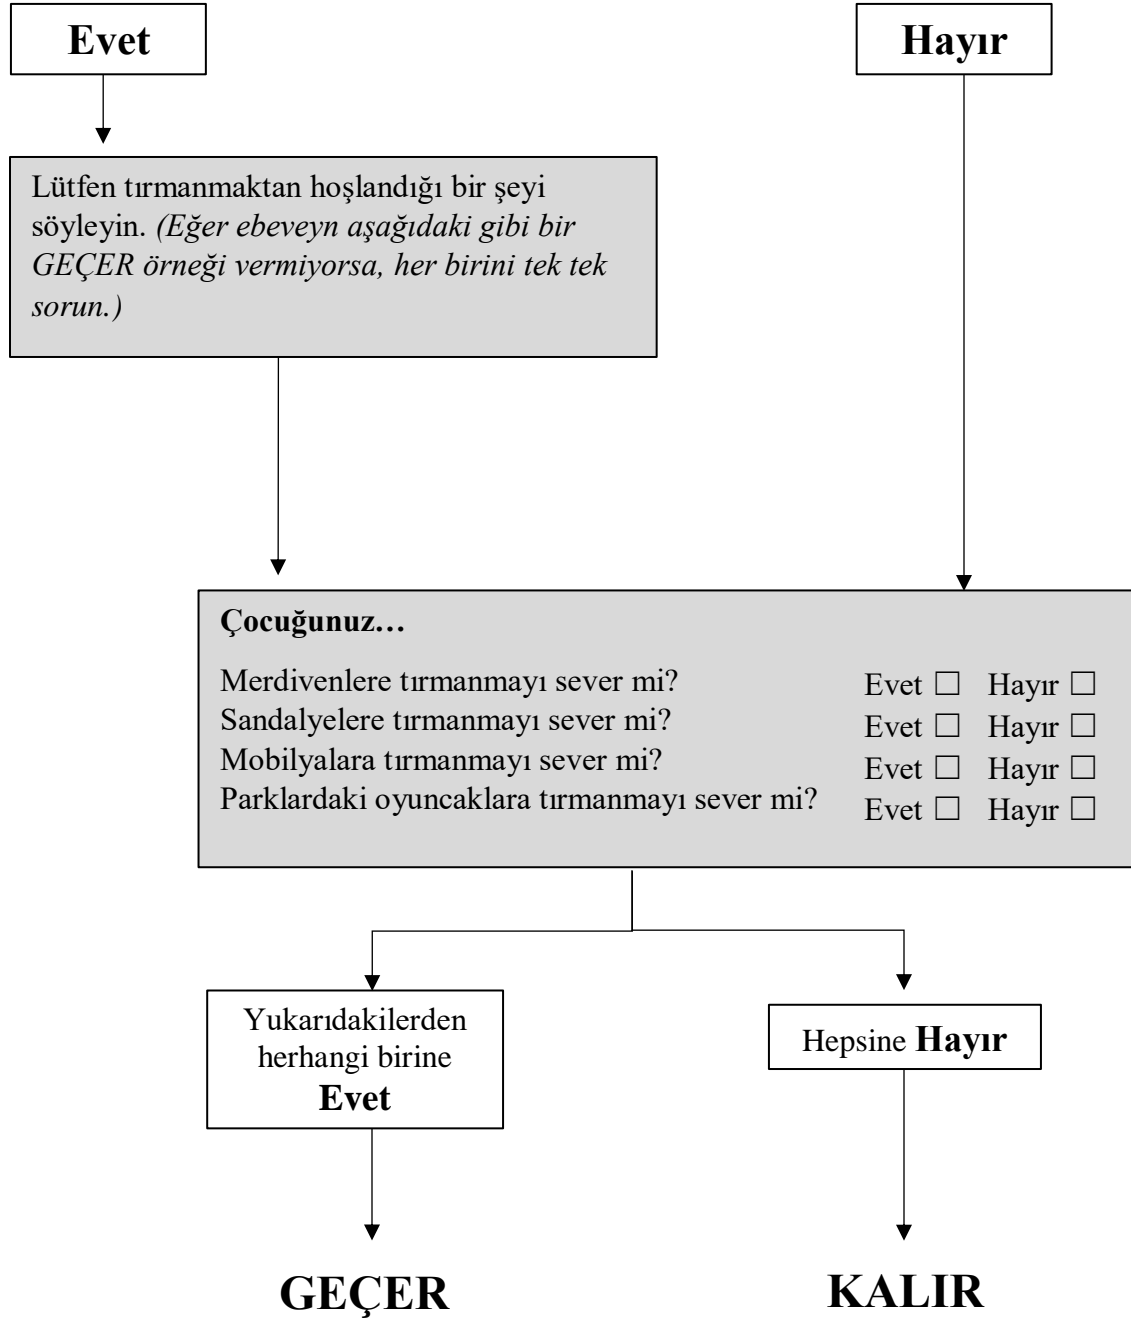 Evet
Hayır
Lütfen tırmanmaktan hoşlandığı bir şeyi
söyleyin. (Eğer ebeveyn aşağıdaki gibi bir
GEÇER örneği vermiyorsa, her birini tek tek
sorun.)
Çocuğunuz…
Merdivenlere tırmanmayı sever mi? Evet ☐ Hayır ☐
Sandalyelere tırmanmayı sever mi? Evet ☐ Hayır ☐
Mobilyalara tırmanmayı sever mi? Evet ☐ Hayır ☐
Parklardaki oyuncaklara tırmanmayı sever mi? Evet ☐ Hayır ☐
Yukarıdakilerden
herhangi birine
Evet
Hepsine Hayır
GEÇER
KALIR